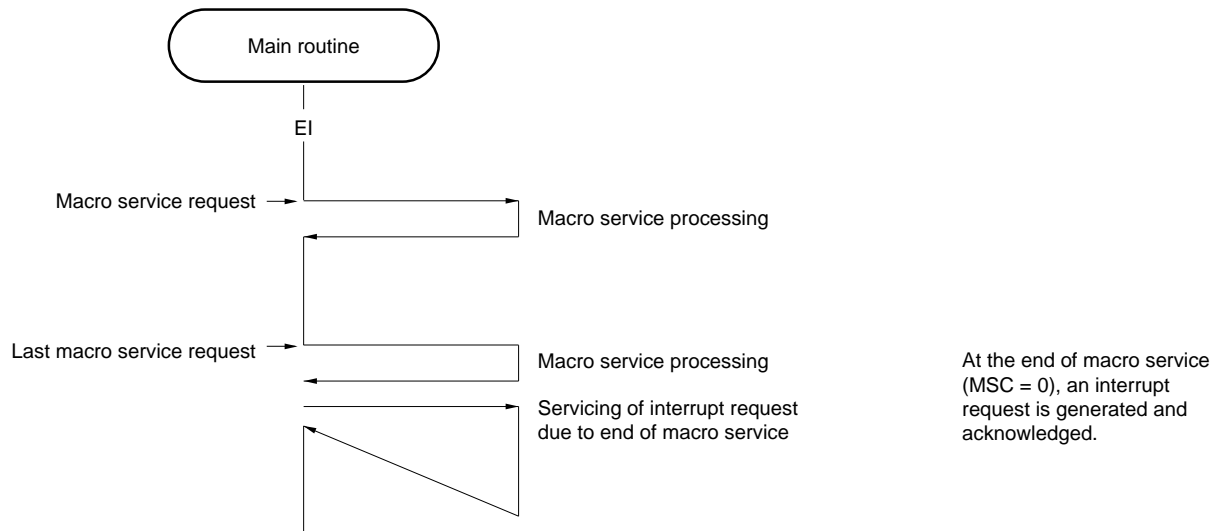 Main routine
EI
Macro service request
Macro service processing
Last macro service request
Macro service processing
At the end of macro service
(MSC = 0), an interrupt
request is generated and
acknowledged.
Servicing of interrupt request
due to end of macro service